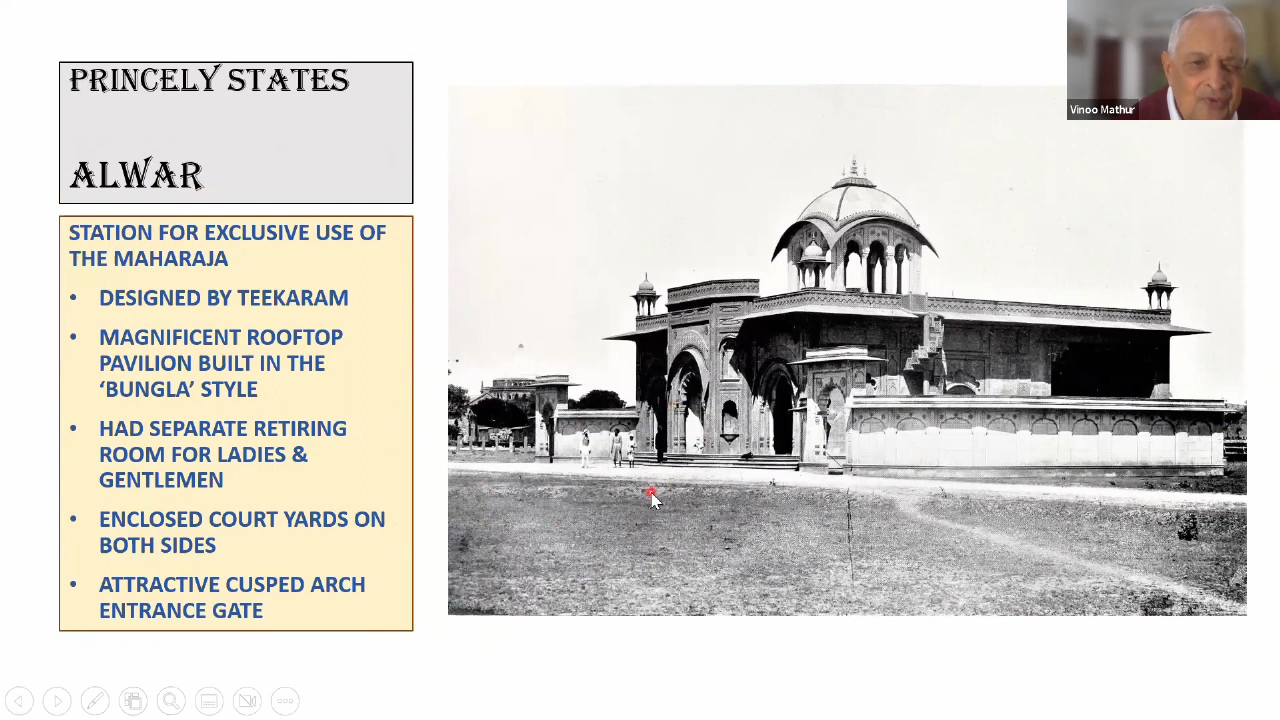 PRINCELY STATES
ALWAR
STATION FOR EXCLUSIVE USE OF
THE MAHARAJA
• DESIGNED BY TEEKARAM
• MAGNIFICENT ROOFTOP
PAVILION BUILT IN THE
‘BUNGLA’ STYLE
• HAD SEPARATE RETIRING
ROOM FOR LADIES &
GENTLEMEN
• ENCLOSED COURT YARDS ON
BOTH SIDES
• ATTRACTIVE CUSPED ARCH
ENTRANCE GATE
Vinoo Mathur